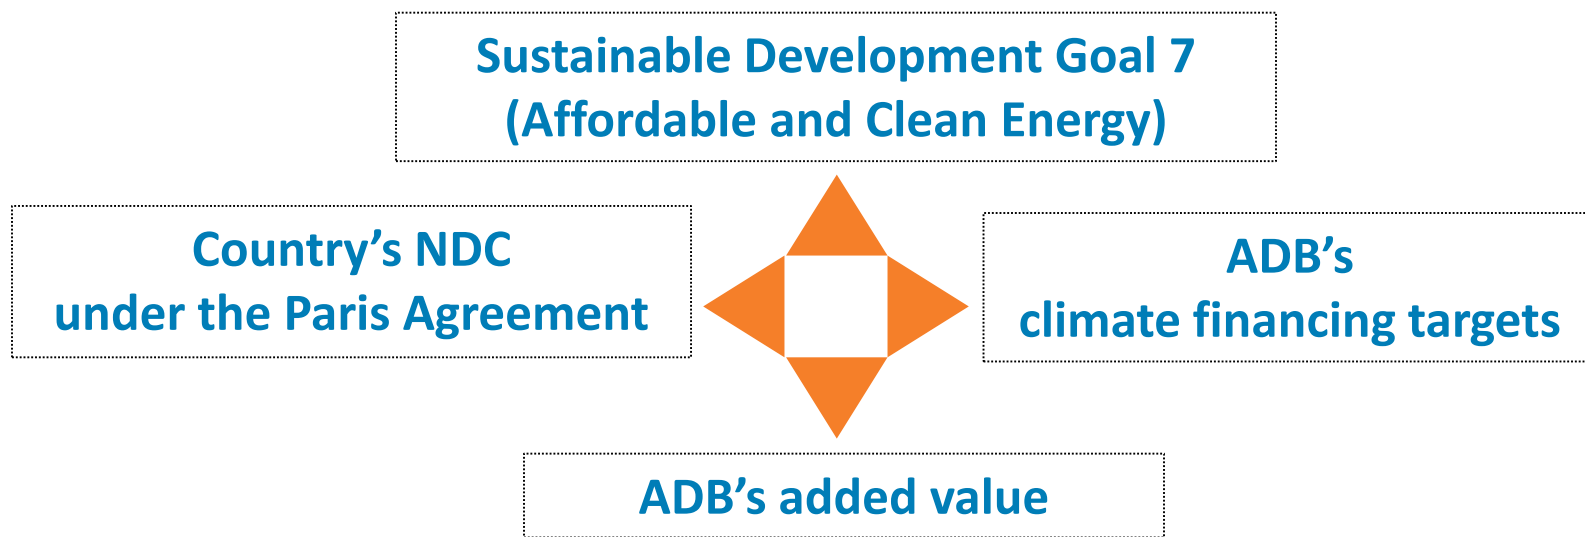 Sustainable Development Goal 7
(Affordable and Clean Energy)
Country’s NDC
under the Paris Agreement
ADB’s
climate financing targets
ADB’s added value